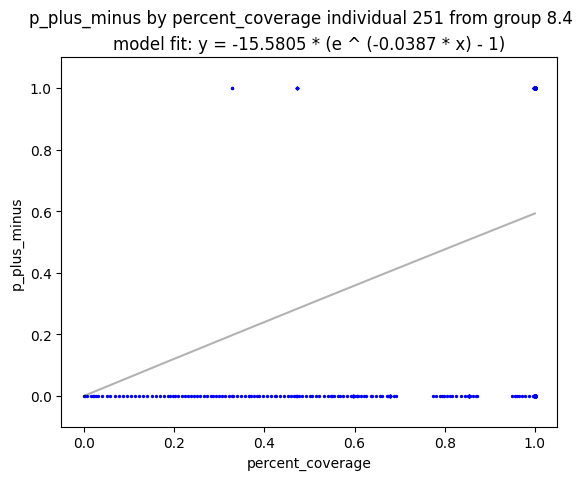 p_plus_minus by percent_coverage individual 251 from group 8.4
model fit: y = -15.5805 * (e ^ (-0.0387 * x) - 1)
1.0
0.8
0.6
0.4
0.2
0.0
p_plus_minus
0.0 0.2 0.4 0.6 0.8 1.0
percent_coverage